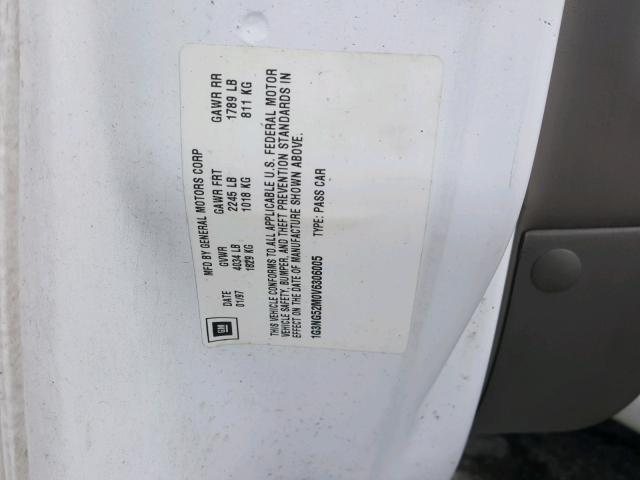 MFD BY GENERAL MOTORS CORP
DATE GVWR GAWR FRT GAWR RR
01/97 4034 LB 2245 LB 1789 LB
1829 KG 1018 KG 811 KG
THIS VEHICLE CONFORMS TO ALL APPLICABLE U.S. FEDERAL MOTOR
VEHICLE SAFETY, BUMPER, AND THEFT PREVENTION STANDARDS IN
EFFECT ON THE DATE OF MANUFACTURE SHOWN ABOVE.
1G3MG52M0V6306005 TYPE: PASS CAR
GM